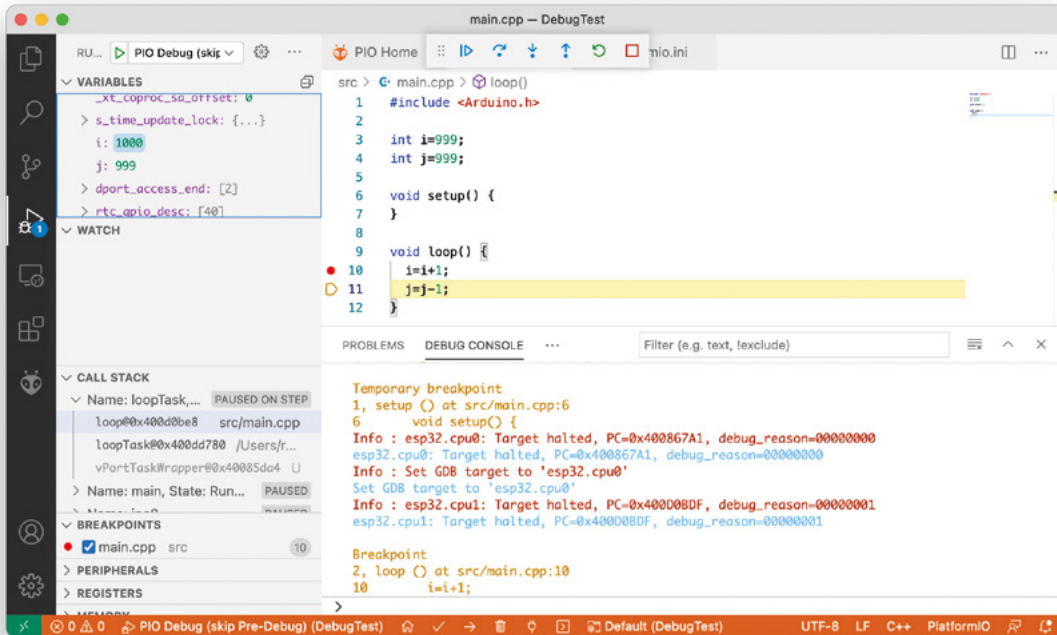 main.cpp — DebugTest
RU... PIO Debug (skip ...
VARIABLES
_xt_coproc_sa_offset: 0
> s_time_update_lock: {...}
i: 1000
j: 999
> dport_access_end: [2]
> rtc_gpio_desc: [40]
WATCH
CALL STACK
Name: loopTask,... PAUSED ON STEP
loop@0x400d0be8 src/main.cpp
loopTask@0x400dd780 /Users/r...
vPortTaskWrapper@0x40085da4 U
> Name: main, State: Run... PAUSED
BREAKPOINTS
main.cpp src 10
> PERIPHERALS
> REGISTERS
MEMORY
1
PIO Home mio.ini ...
src > main.cpp > loop()
1 #include <Arduino.h>
2
3 int i=999;
4 int j=999;
5
6 void setup() {
7 }
8
9 void loop() {
10 i=i+1;
11 j=j-1;
12 }
PROBLEMS DEBUG CONSOLE ... Filter (e.g. text, !exclude)
Temporary breakpoint
1, setup () at src/main.cpp:6
6 void setup() {
Info : esp32.cpu0: Target halted, PC=0x400867A1, debug_reason=00000000
esp32.cpu0: Target halted, PC=0x400867A1, debug_reason=00000000
Info : Set GDB target to 'esp32.cpu0'
Set GDB target to 'esp32.cpu0'
Info : esp32.cpu1: Target halted, PC=0x400D0BDF, debug_reason=00000001
esp32.cpu1: Target halted, PC=0x400D0BDF, debug_reason=00000001
Breakpoint
2, loop () at src/main.cpp:10
10 i=i+1;
>
0 0 PIO Debug (skip Pre-Debug) (DebugTest) Default (DebugTest) UTF-8 LF C++ PlatformIO